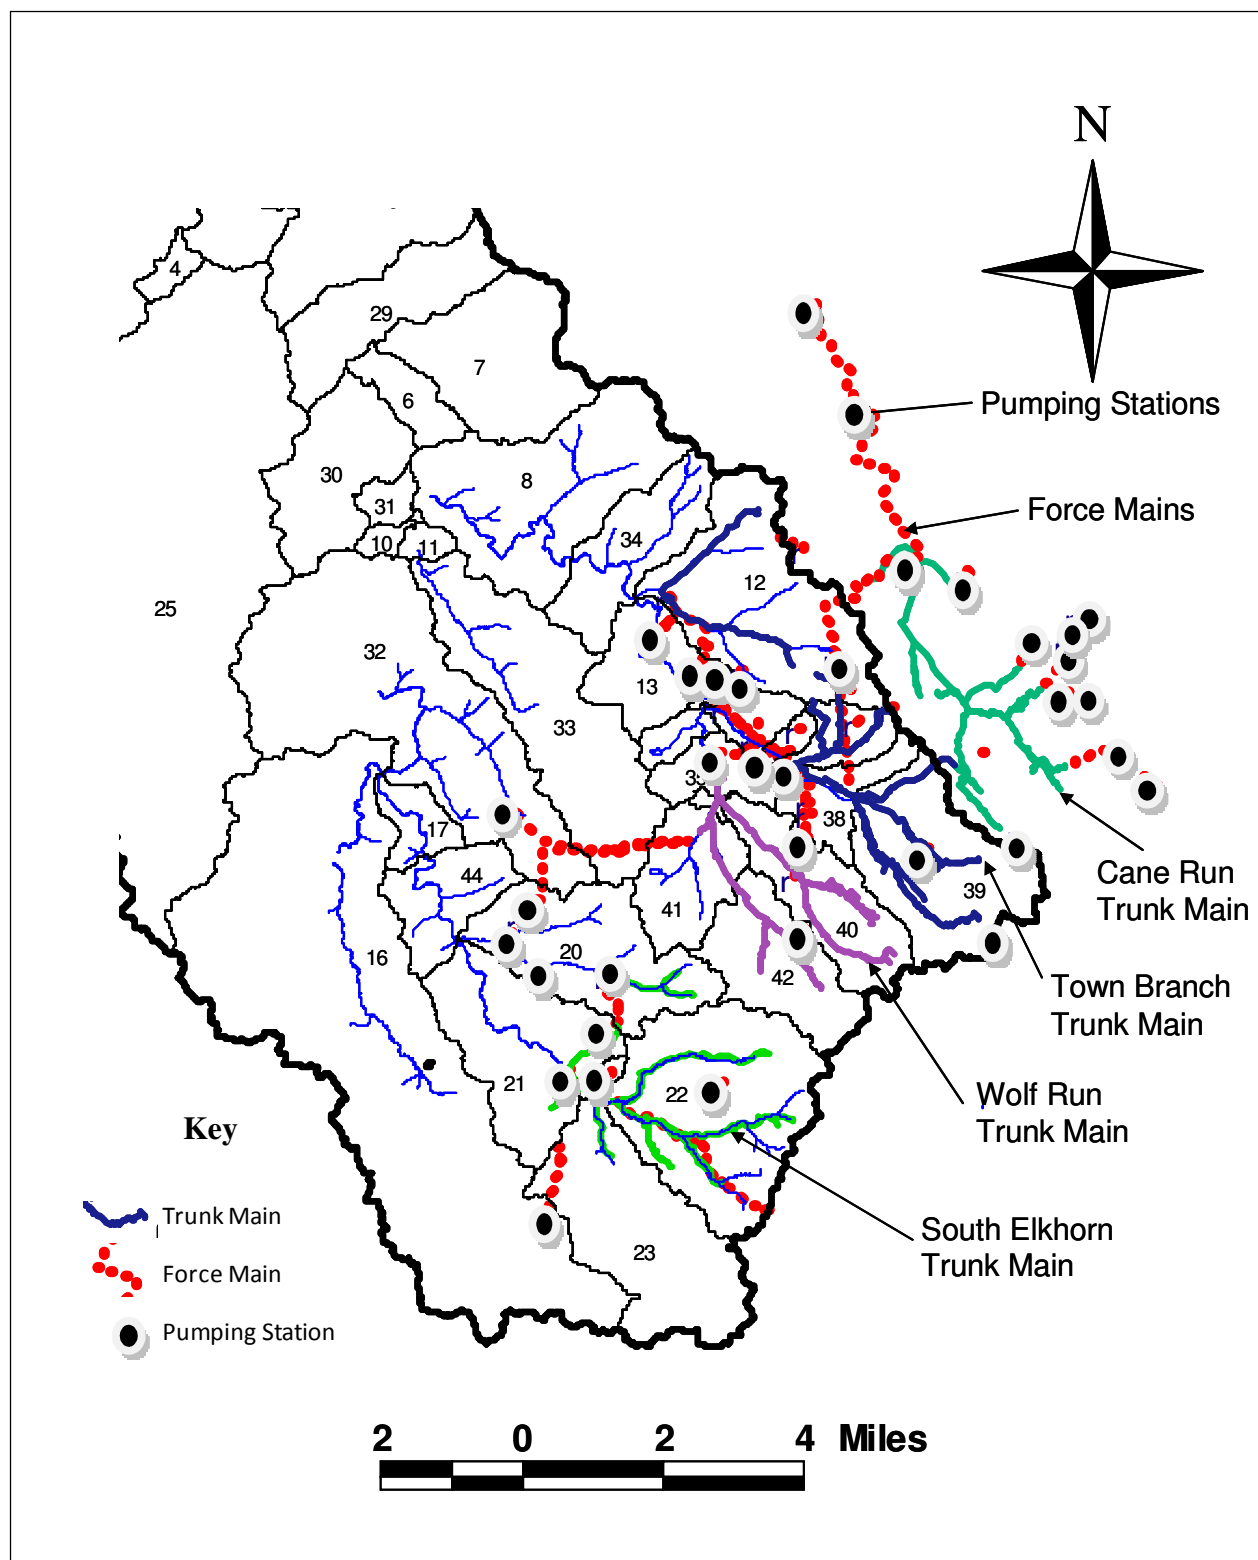 N
4
29
7
Pumping Stations
6
30
8
31
Force Mains
10
11
34
12
25
32
13
33
38
17
44
Cane Run
Trunk Main
39
41
40
16
20
42
Town Branch
Trunk Main
21
22
Wolf Run
Trunk Main
Key
Trunk Main
South Elkhorn
Trunk Main
23
Force Main
Pumping Station
2 0 2 4 Miles